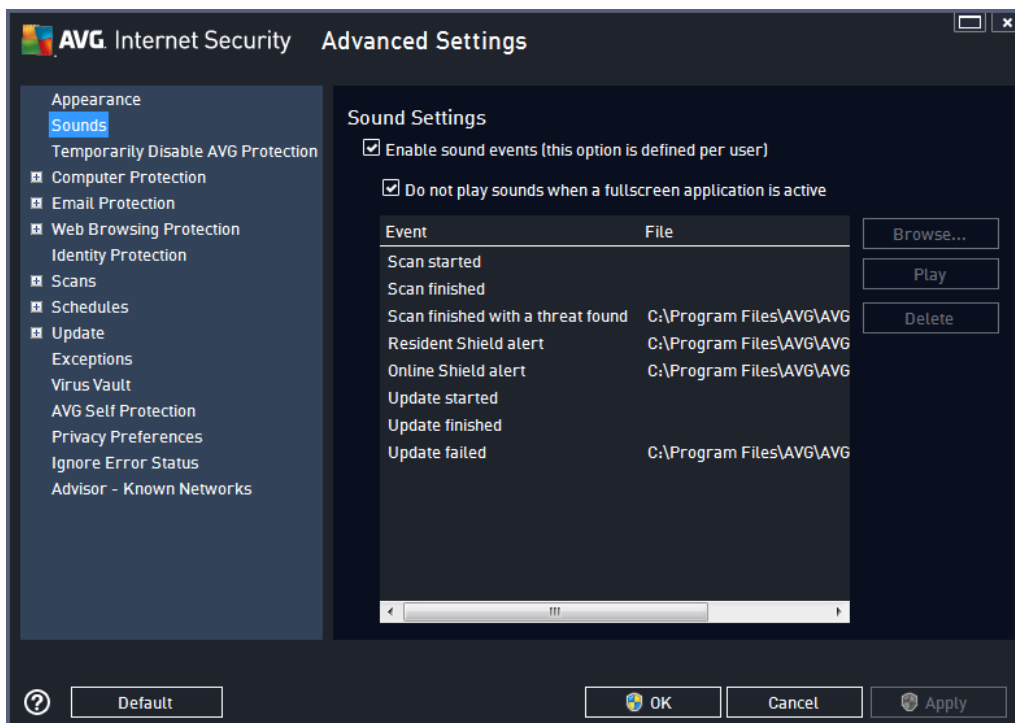 AVG. Internet Security Advanced Settings
Appearance
Sounds
Temporarily Disable AVG Protection
Computer Protection
Email Protection
Web Browsing Protection
Identity Protection
Scans
Schedules
Update
Exceptions
Virus Vault
AVG Self Protection
Privacy Preferences
Ignore Error Status
Advisor - Known Networks
Sound Settings
Enable sound events (this option is defined per user)
Do not play sounds when a fullscreen application is active
Event File
Scan started
Scan finished
Scan finished with a threat found C:\Program Files\AVG\AVG
Resident Shield alert C:\Program Files\AVG\AVG
Online Shield alert C:\Program Files\AVG\AVG
Update started
Update finished
Update failed C:\Program Files\AVG\AVG
Browse...
Play
Delete
Default
OK
Cancel
Apply